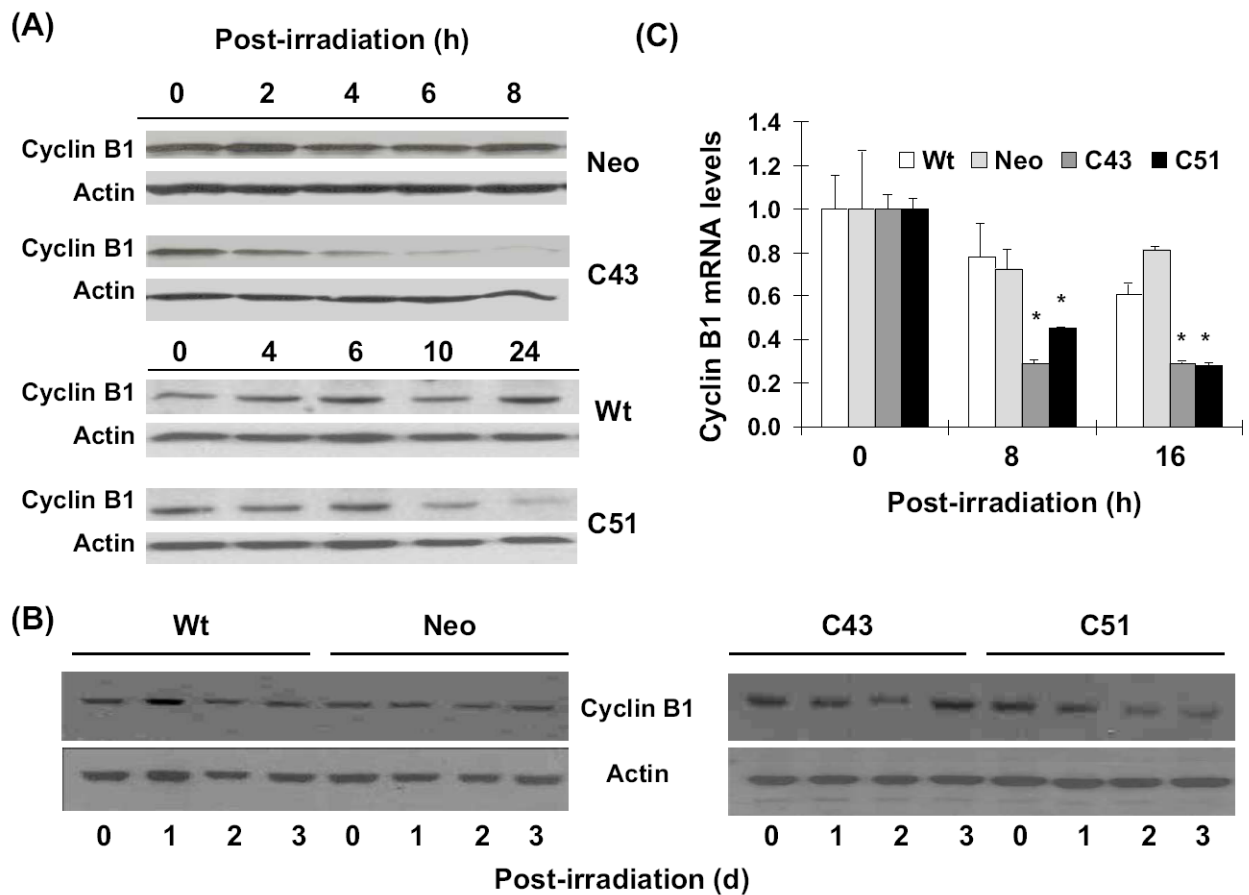 (A)
Post-irradiation (h)
0 2 4 6 8
Cyclin B1
Actin
Neo
Cyclin B1
Actin
C43
0 4 6 10 24
Cyclin B1
Actin
Wt
Cyclin B1
Actin
C51
(C)
Cyclin B1 mRNA levels
1.4
1.2
1.0
0.8
0.6
0.4
0.2
0.0
Wt Neo C43 C51
* *
* *
0 8 16
Post-irradiation (h)
(B)
Wt Neo C43 C51
Cyclin B1
Actin
0 1 2 3 0 1 2 3 0 1 2 3 0 1 2 3
Post-irradiation (d)